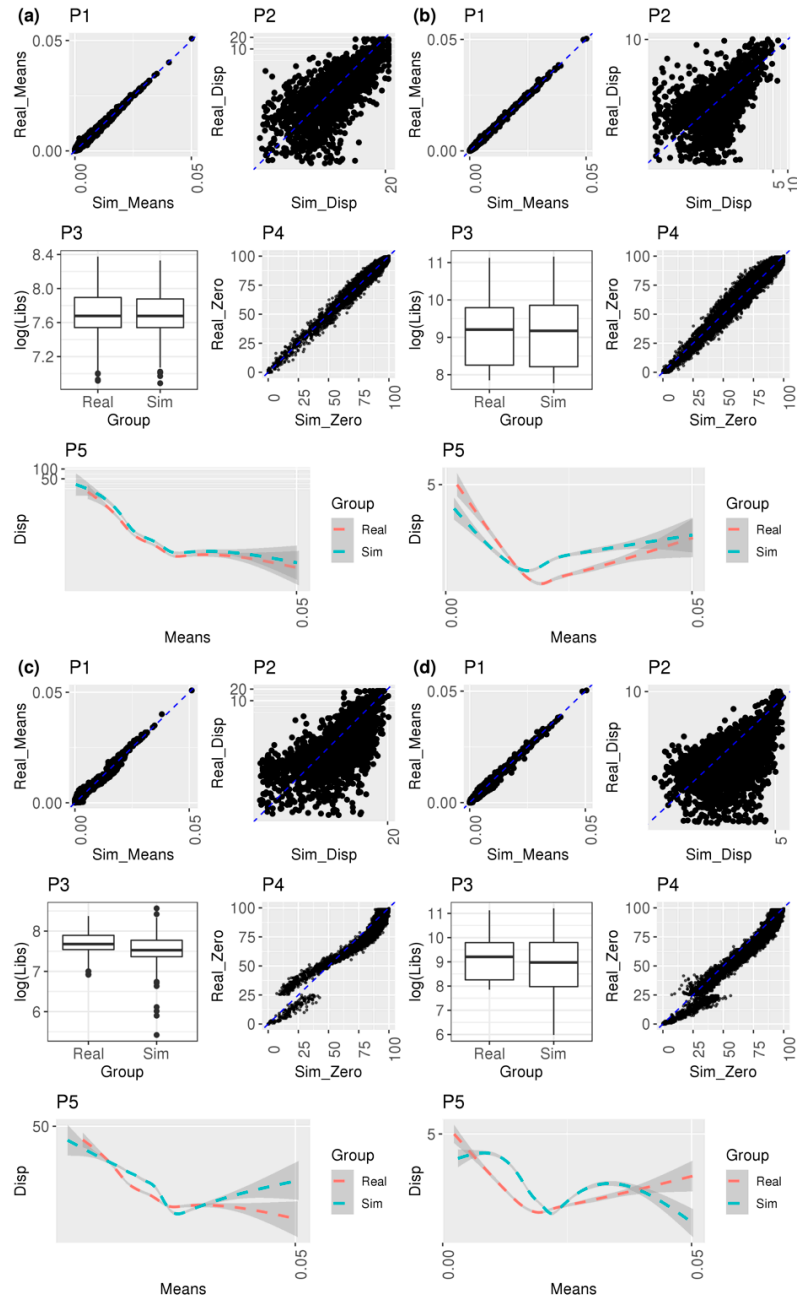 (a)
P1
Real_Means
0.05
0.00
0.00
0.05
Sim_Means
P2
Real_Disp
20
10
20
Sim_Disp
P3
log(Libs)
8.4
8.0
7.6
7.2
Real
Sim
Group
P4
Real_Zero
100
75
50
25
0
0
25
50
75
100
Sim_Zero
P5
Disp
100
50
0.05
Means
Group
Real
Sim
(b)
P1
Real_Means
0.05
0.00
0.00
0.05
Sim_Means
P2
Real_Disp
10
5
10
Sim_Disp
P3
log(Libs)
11
10
9
8
Real
Sim
Group
P4
Real_Zero
100
75
50
25
0
0
25
50
75
100
Sim_Zero
P5
Disp
5
0.00
0.05
Means
Group
Real
Sim
(c)
P1
Real_Means
0.05
0.00
0.00
0.05
Sim_Means
P2
Real_Disp
20
10
20
Sim_Disp
P3
log(Libs)
8
7
6
Real
Sim
Group
P4
Real_Zero
100
75
50
25
0
0
25
50
75
100
Sim_Zero
P5
Disp
50
0.05
Means
Group
Real
Sim
(d)
P1
Real_Means
0.05
0.00
0.00
0.05
Sim_Means
P2
Real_Disp
10
5
Sim_Disp
P3
log(Libs)
11
10
9
8
7
6
Real
Sim
Group
P4
Real_Zero
100
75
50
25
0
0
25
50
75
100
Sim_Zero
P5
Disp
5
0.00
0.05
Means
Group
Real
Sim